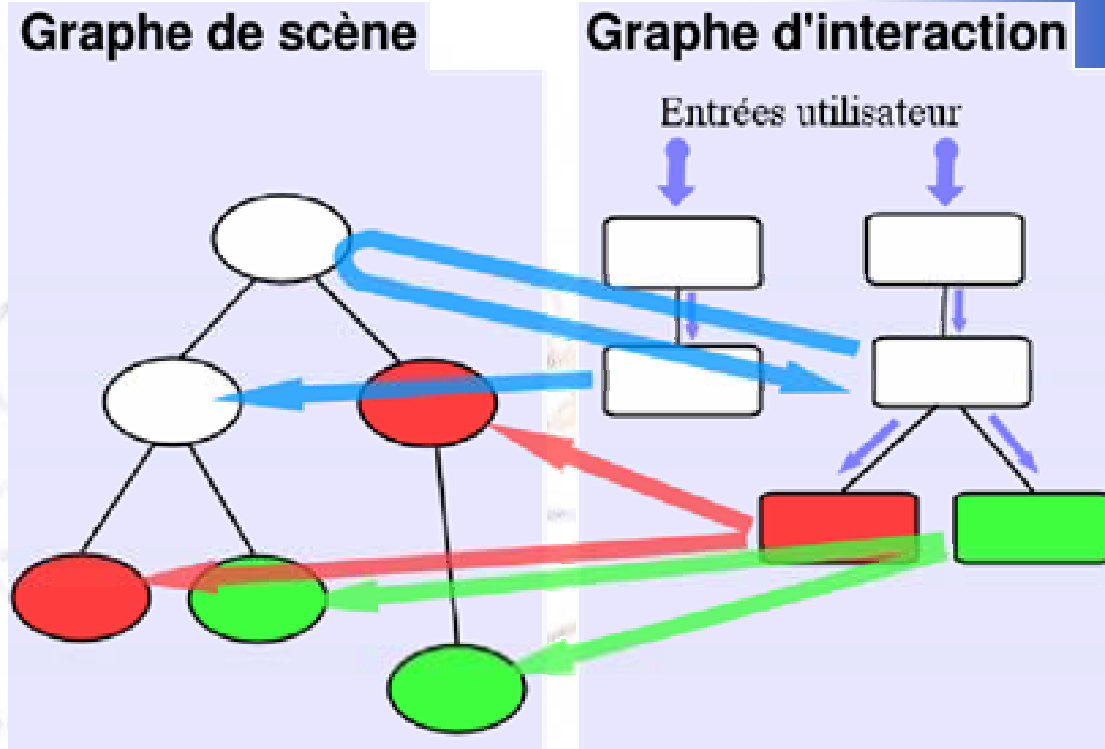 Graphe de scène
Graphe d'interaction
Entrées utilisateur